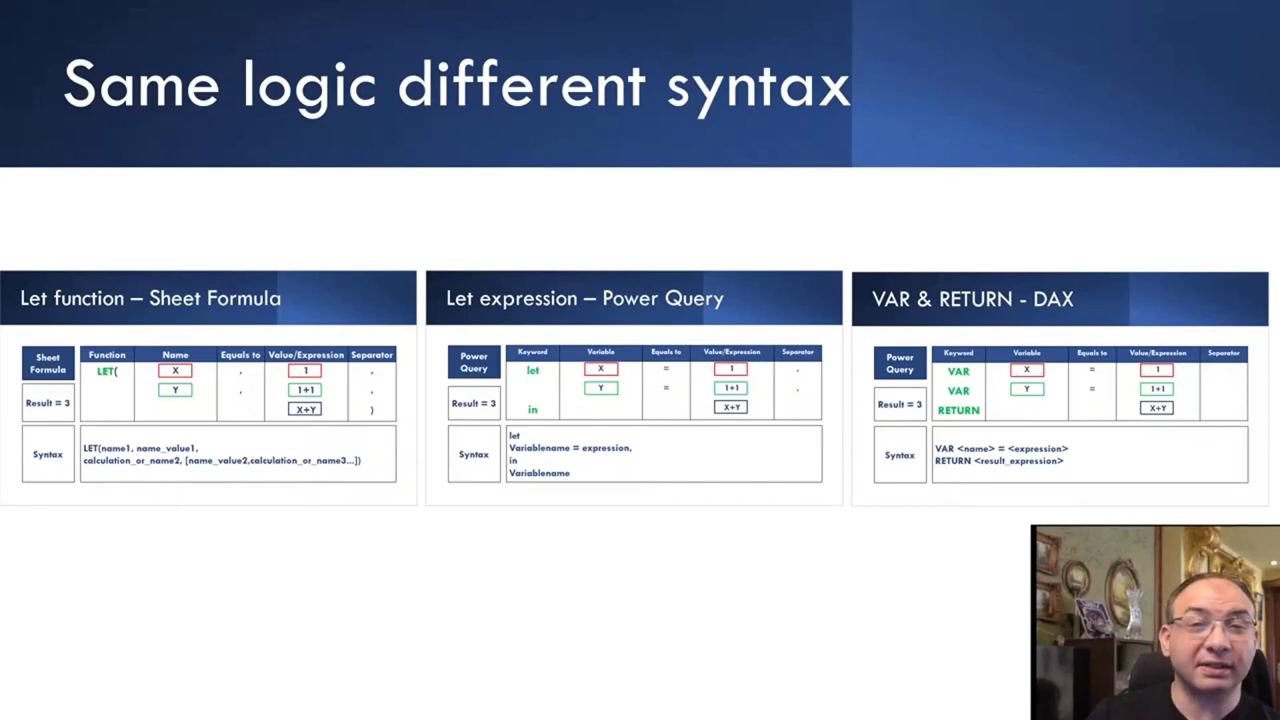 Same logic different syntax
Let function – Sheet Formula
Sheet Formula
Function Name Equals to Value/Expression Separator
LET( X , 1 ,
Y , 1+1 ,
X+Y )
Result = 3
Syntax
LET(name1, name_value1,
calculation_or_name2, [name_value2,calculation_or_name3...])
Let expression – Power Query
Power Query
Keyword Variable Equals to Value/Expression Separator
let X = 1 ,
Y = 1+1 ,
in X+Y
Result = 3
Syntax
let
Variablename = expression,
in
Variablename
VAR & RETURN - DAX
Power Query
Keyword Variable Equals to Value/Expression Separator
VAR X = 1
VAR Y = 1+1
RETURN X+Y
Result = 3
Syntax
VAR <name> = <expression>
RETURN <result_expression>